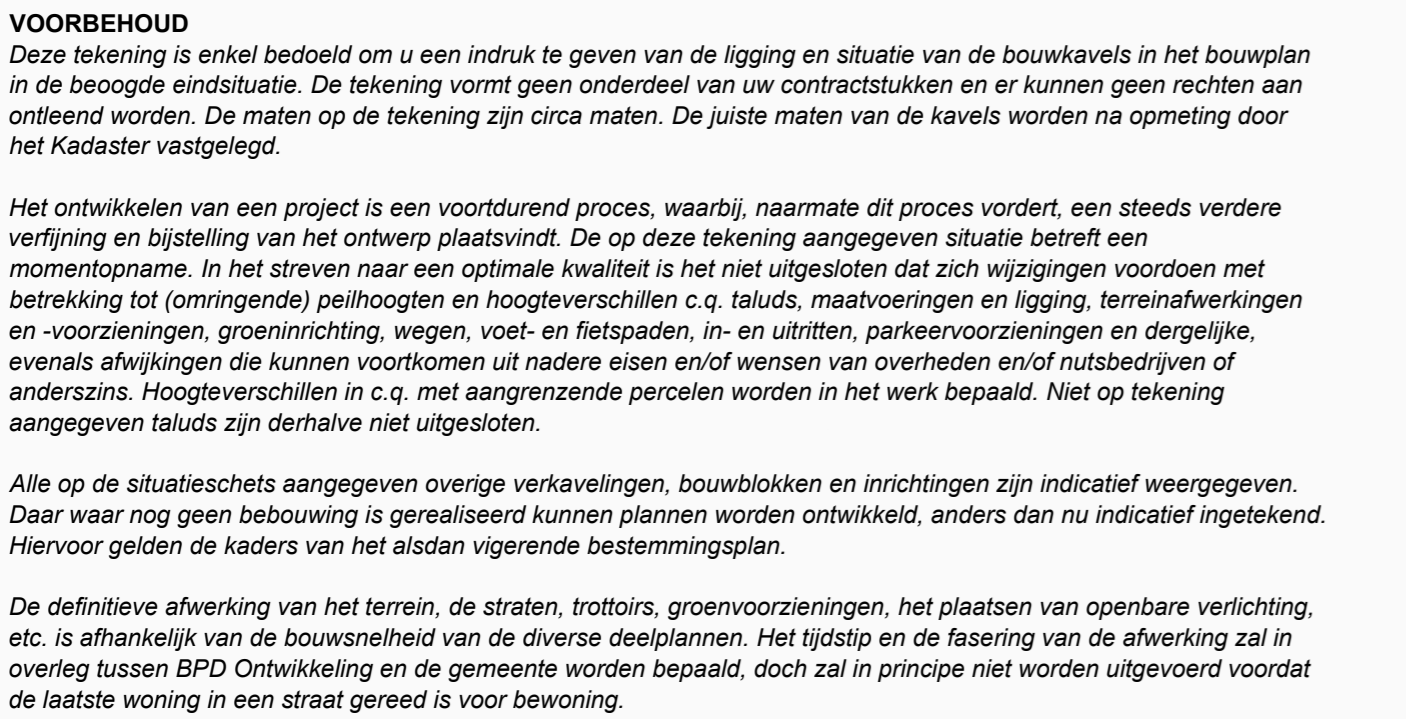 VOORBEHOUD
Deze tekening is enkel bedoeld om u een indruk te geven van de ligging en situatie van de bouwkavels in het bouwplan
in de beoogde eindsituatie. De tekening vormt geen onderdeel van uw contractstukken en er kunnen geen rechten aan
ontleend worden. De maten op de tekening zijn circa maten. De juiste maten van de kavels worden na opmeting door
het Kadaster vastgelegd.

Het ontwikkelen van een project is een voortdurend proces, waarbij, naarmate dit proces vordert, een steeds verdere
verfijning en bijstelling van het ontwerp plaatsvindt. De op deze tekening aangegeven situatie betreft een
momentopname. In het streven naar een optimale kwaliteit is het niet uitgesloten dat zich wijzigingen voordoen met
betrekking tot (omringende) peilhoogten en hoogteverschillen c.q. taluds, maatvoeringen en ligging, terreinafwerkingen
en -voorzieningen, groeninrichting, wegen, voet- en fietspaden, in- en uitritten, parkeervoorzieningen en dergelijke,
evenals afwijkingen die kunnen voortkomen uit nadere eisen en/of wensen van overheden en/of nutsbedrijven of
anderszins. Hoogteverschillen in c.q. met aangrenzende percelen worden in het werk bepaald. Niet op tekening
aangegeven taluds zijn derhalve niet uitgesloten.

Alle op de situatieschets aangegeven overige verkavelingen, bouwblokken en inrichtingen zijn indicatief weergegeven.
Daar waar nog geen bebouwing is gerealiseerd kunnen plannen worden ontwikkeld, anders dan nu indicatief ingetekend.
Hiervoor gelden de kaders van het alsdan vigerende bestemmingsplan.

De definitieve afwerking van het terrein, de straten, trottoirs, groenvoorzieningen, het plaatsen van openbare verlichting,
etc. is afhankelijk van de bouwsnelheid van de diverse deelplannen. Het tijdstip en de fasering van de afwerking zal in
overleg tussen BPD Ontwikkeling en de gemeente worden bepaald, doch zal in principe niet worden uitgevoerd voordat
de laatste woning in een straat gereed is voor bewoning.